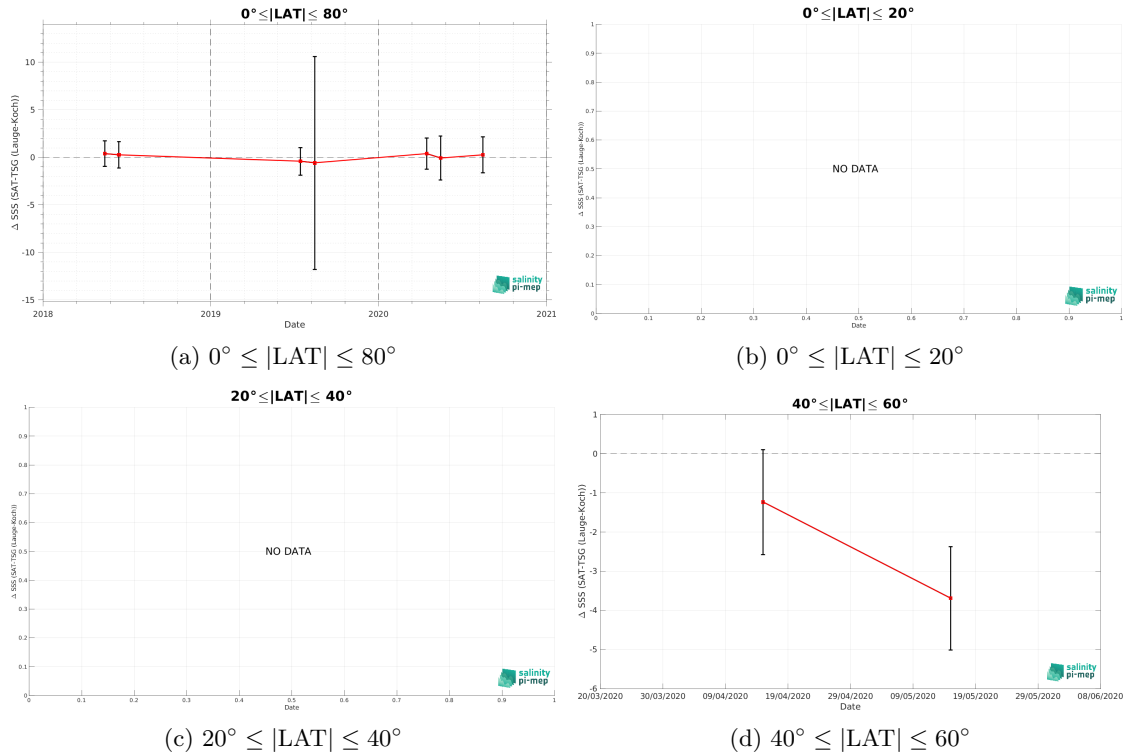 0°≤|LAT|≤ 80°
Δ SSS (SAT-TSG (Lauge-Koch))
10
5
0
-5
-10
-15
2018 2019 2020 2021
Date
salinity
pi-mep
(a) 0° ≤ |LAT| ≤ 80°
0°≤|LAT|≤ 20°
Δ SSS (SAT-TSG (Lauge-Koch))
1
0.9
0.8
0.7
0.6
0.5
0.4
0.3
0.2
0.1
0
NO DATA
0 0.1 0.2 0.3 0.4 0.5 0.6 0.7 0.8 0.9 1
Date
salinity
pi-mep
(b) 0° ≤ |LAT| ≤ 20°
20°≤|LAT|≤ 40°
Δ SSS (SAT-TSG (Lauge-Koch))
1
0.9
0.8
0.7
0.6
0.5
0.4
0.3
0.2
0.1
0
NO DATA
0 0.1 0.2 0.3 0.4 0.5 0.6 0.7 0.8 0.9 1
Date
salinity
pi-mep
(c) 20° ≤ |LAT| ≤ 40°
40°≤|LAT|≤ 60°
Δ SSS (SAT-TSG (Lauge-Koch))
1
0
-1
-2
-3
-4
-5
-6
20/03/2020 30/03/2020 09/04/2020 19/04/2020 29/04/2020 09/05/2020 19/05/2020 29/05/2020 08/06/2020
Date
salinity
pi-mep
(d) 40° ≤ |LAT| ≤ 60°